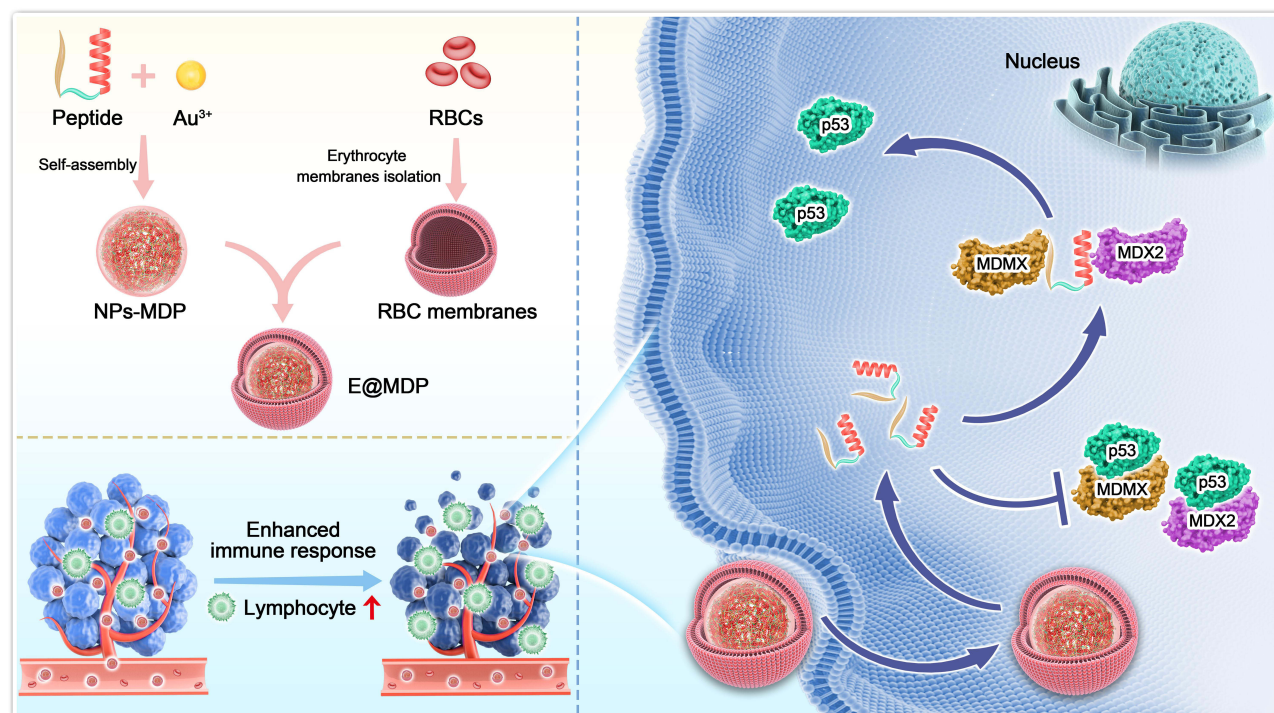 Peptide
Au³⁺
RBCs
Self-assembly
Erythrocyte
membranes isolation
NPs-MDP
RBC membranes
E@MDP
Enhanced
immune response
Lymphocyte
Nucleus
p53
p53
MDMX
MDX2
p53
MDMX
p53
MDX2